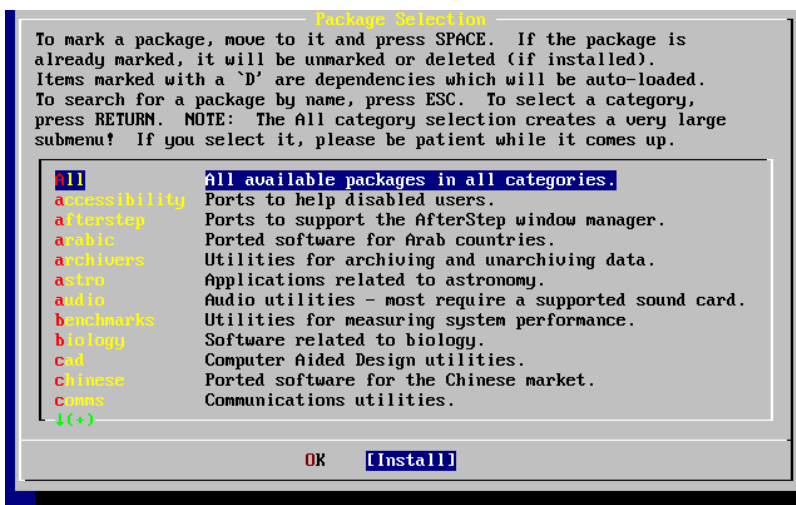 Package Selection
To mark a package, move to it and press SPACE.  If the package is
already marked, it will be unmarked or deleted (if installed).
Items marked with a `D' are dependencies which will be auto-loaded.
To search for a package by name, press ESC.  To select a category,
press RETURN.  NOTE:  The All category selection creates a very large
submenu!  If you select it, please be patient while it comes up.
All All available packages in all categories.
accessibility Ports to help disabled users.
afterstep Ports to support the AfterStep window manager.
arabic Ported software for Arab countries.
archivers Utilities for archiving and unarchiving data.
astro Applications related to astronomy.
audio Audio utilities - most require a supported sound card.
benchmarks Utilities for measuring system performance.
biology Software related to biology.
cad Computer Aided Design utilities.
chinese Ported software for the Chinese market.
comms Communications utilities.
↓(+)
OK [Install]